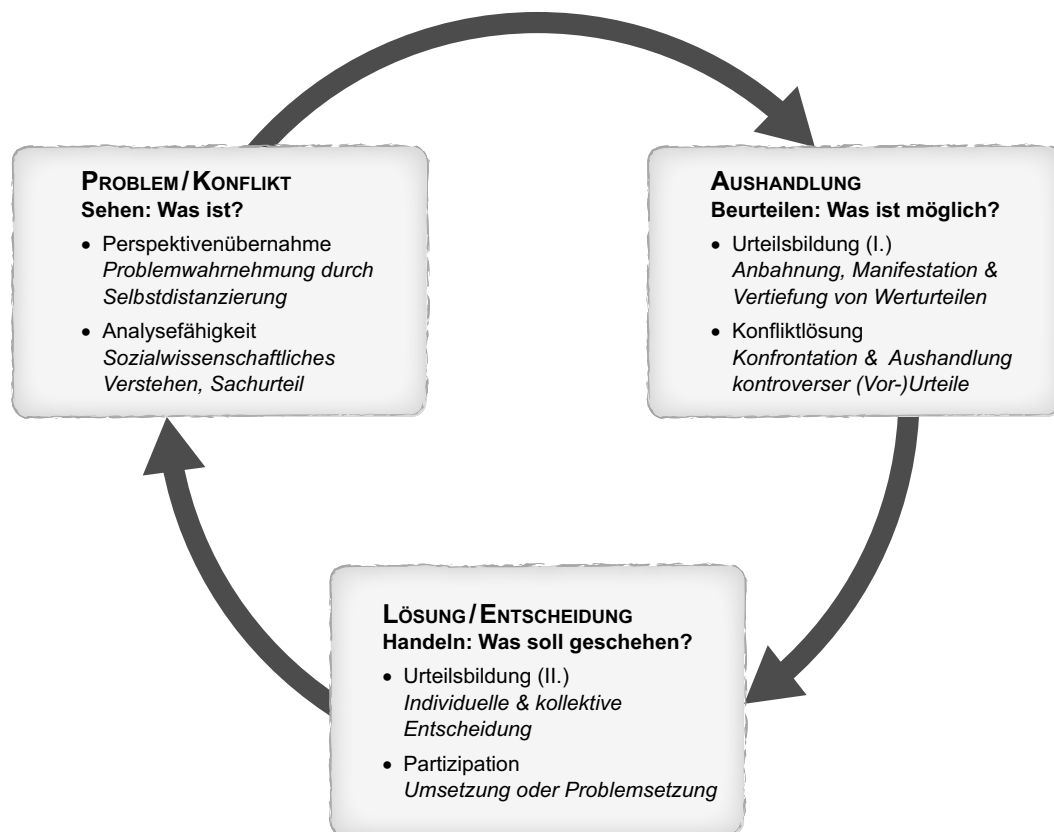 PROBLEM/KONFLIKT
Sehen: Was ist?
• Perspektivenübernahme
Problemwahrnehmung durch
Selbstdistanzierung
• Analysefähigkeit
Sozialwissenschaftliches
Verstehen, Sachurteil
AUSHANDLUNG
Beurteilen: Was ist möglich?
• Urteilsbildung (I.)
Anbahnung, Manifestation &
Vertiefung von Werturteilen
• Konfliktlösung
Konfrontation & Aushandlung
kontroverser (Vor-)Urteile
LÖSUNG/ENTSCHEIDUNG
Handeln: Was soll geschehen?
• Urteilsbildung (II.)
Individuelle & kollektive
Entscheidung
• Partizipation
Umsetzung oder Problemsetzung